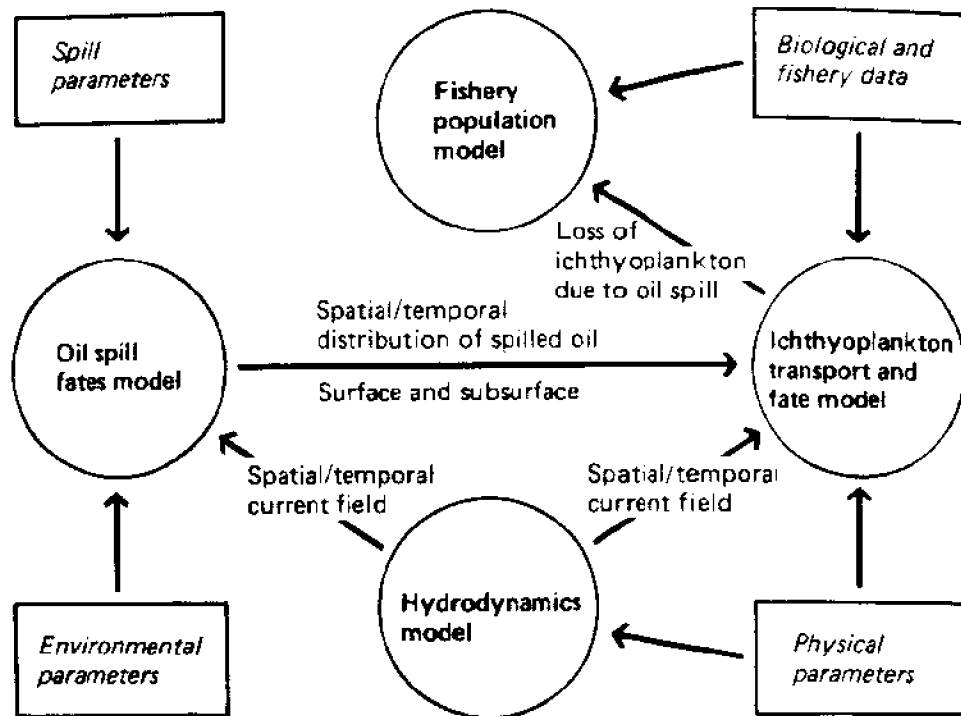 Spill
parameters
Fishery
population
model
Biological and
fishery data
Loss of
ichthyoplankton
due to oil spill
Oil spill
fates model
Spatial/temporal
distribution of spilled oil
Surface and subsurface
Ichthyoplankton
transport and
fate model
Spatial/temporal
current field
Spatial/temporal
current field
Hydrodynamics
model
Environmental
parameters
Physical
parameters